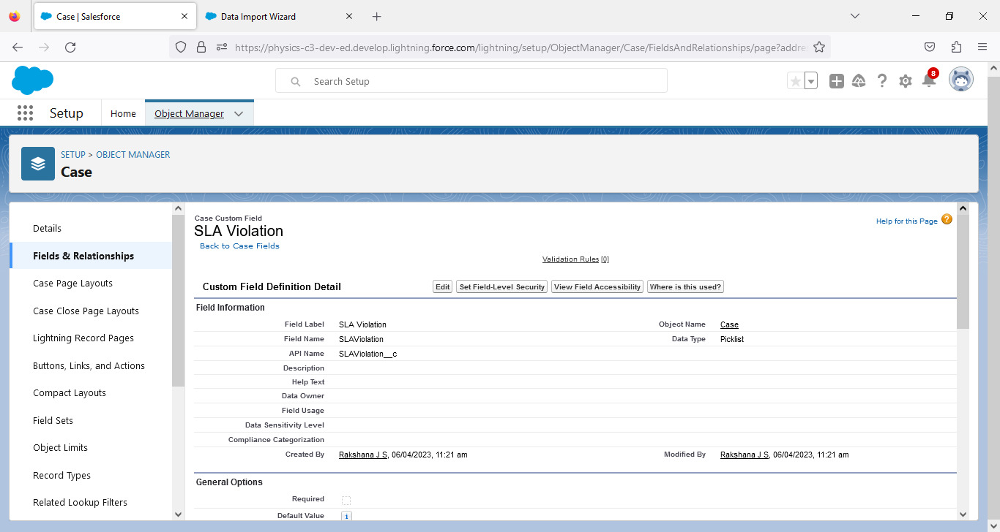 Case | Salesforce
Data Import Wizard
https://physics-c3-dev-ed.develop.lightning.force.com/lightning/setup/ObjectManager/Case/FieldsAndRelationships/page?addre
Search Setup
8
Setup
Home
Object Manager
SETUP > OBJECT MANAGER
Case
Details
Fields & Relationships
Case Page Layouts
Case Close Page Layouts
Lightning Record Pages
Buttons, Links, and Actions
Compact Layouts
Field Sets
Object Limits
Record Types
Related Lookup Filters
Case Custom Field
SLA Violation
Back to Case Fields
Help for this Page ?
Validation Rules [0]
Custom Field Definition Detail
Edit
Set Field-Level Security
View Field Accessibility
Where is this used?
Field Information
Field Label SLA Violation Object Name Case
Field Name SLAViolation Data Type Picklist
API Name SLAViolation__c
Description
Help Text
Data Owner
Field Usage
Data Sensitivity Level
Compliance Categorization
Created By Rakshana J S, 06/04/2023, 11:21 am Modified By Rakshana J S, 06/04/2023, 11:21 am
General Options
Required
Default Value i